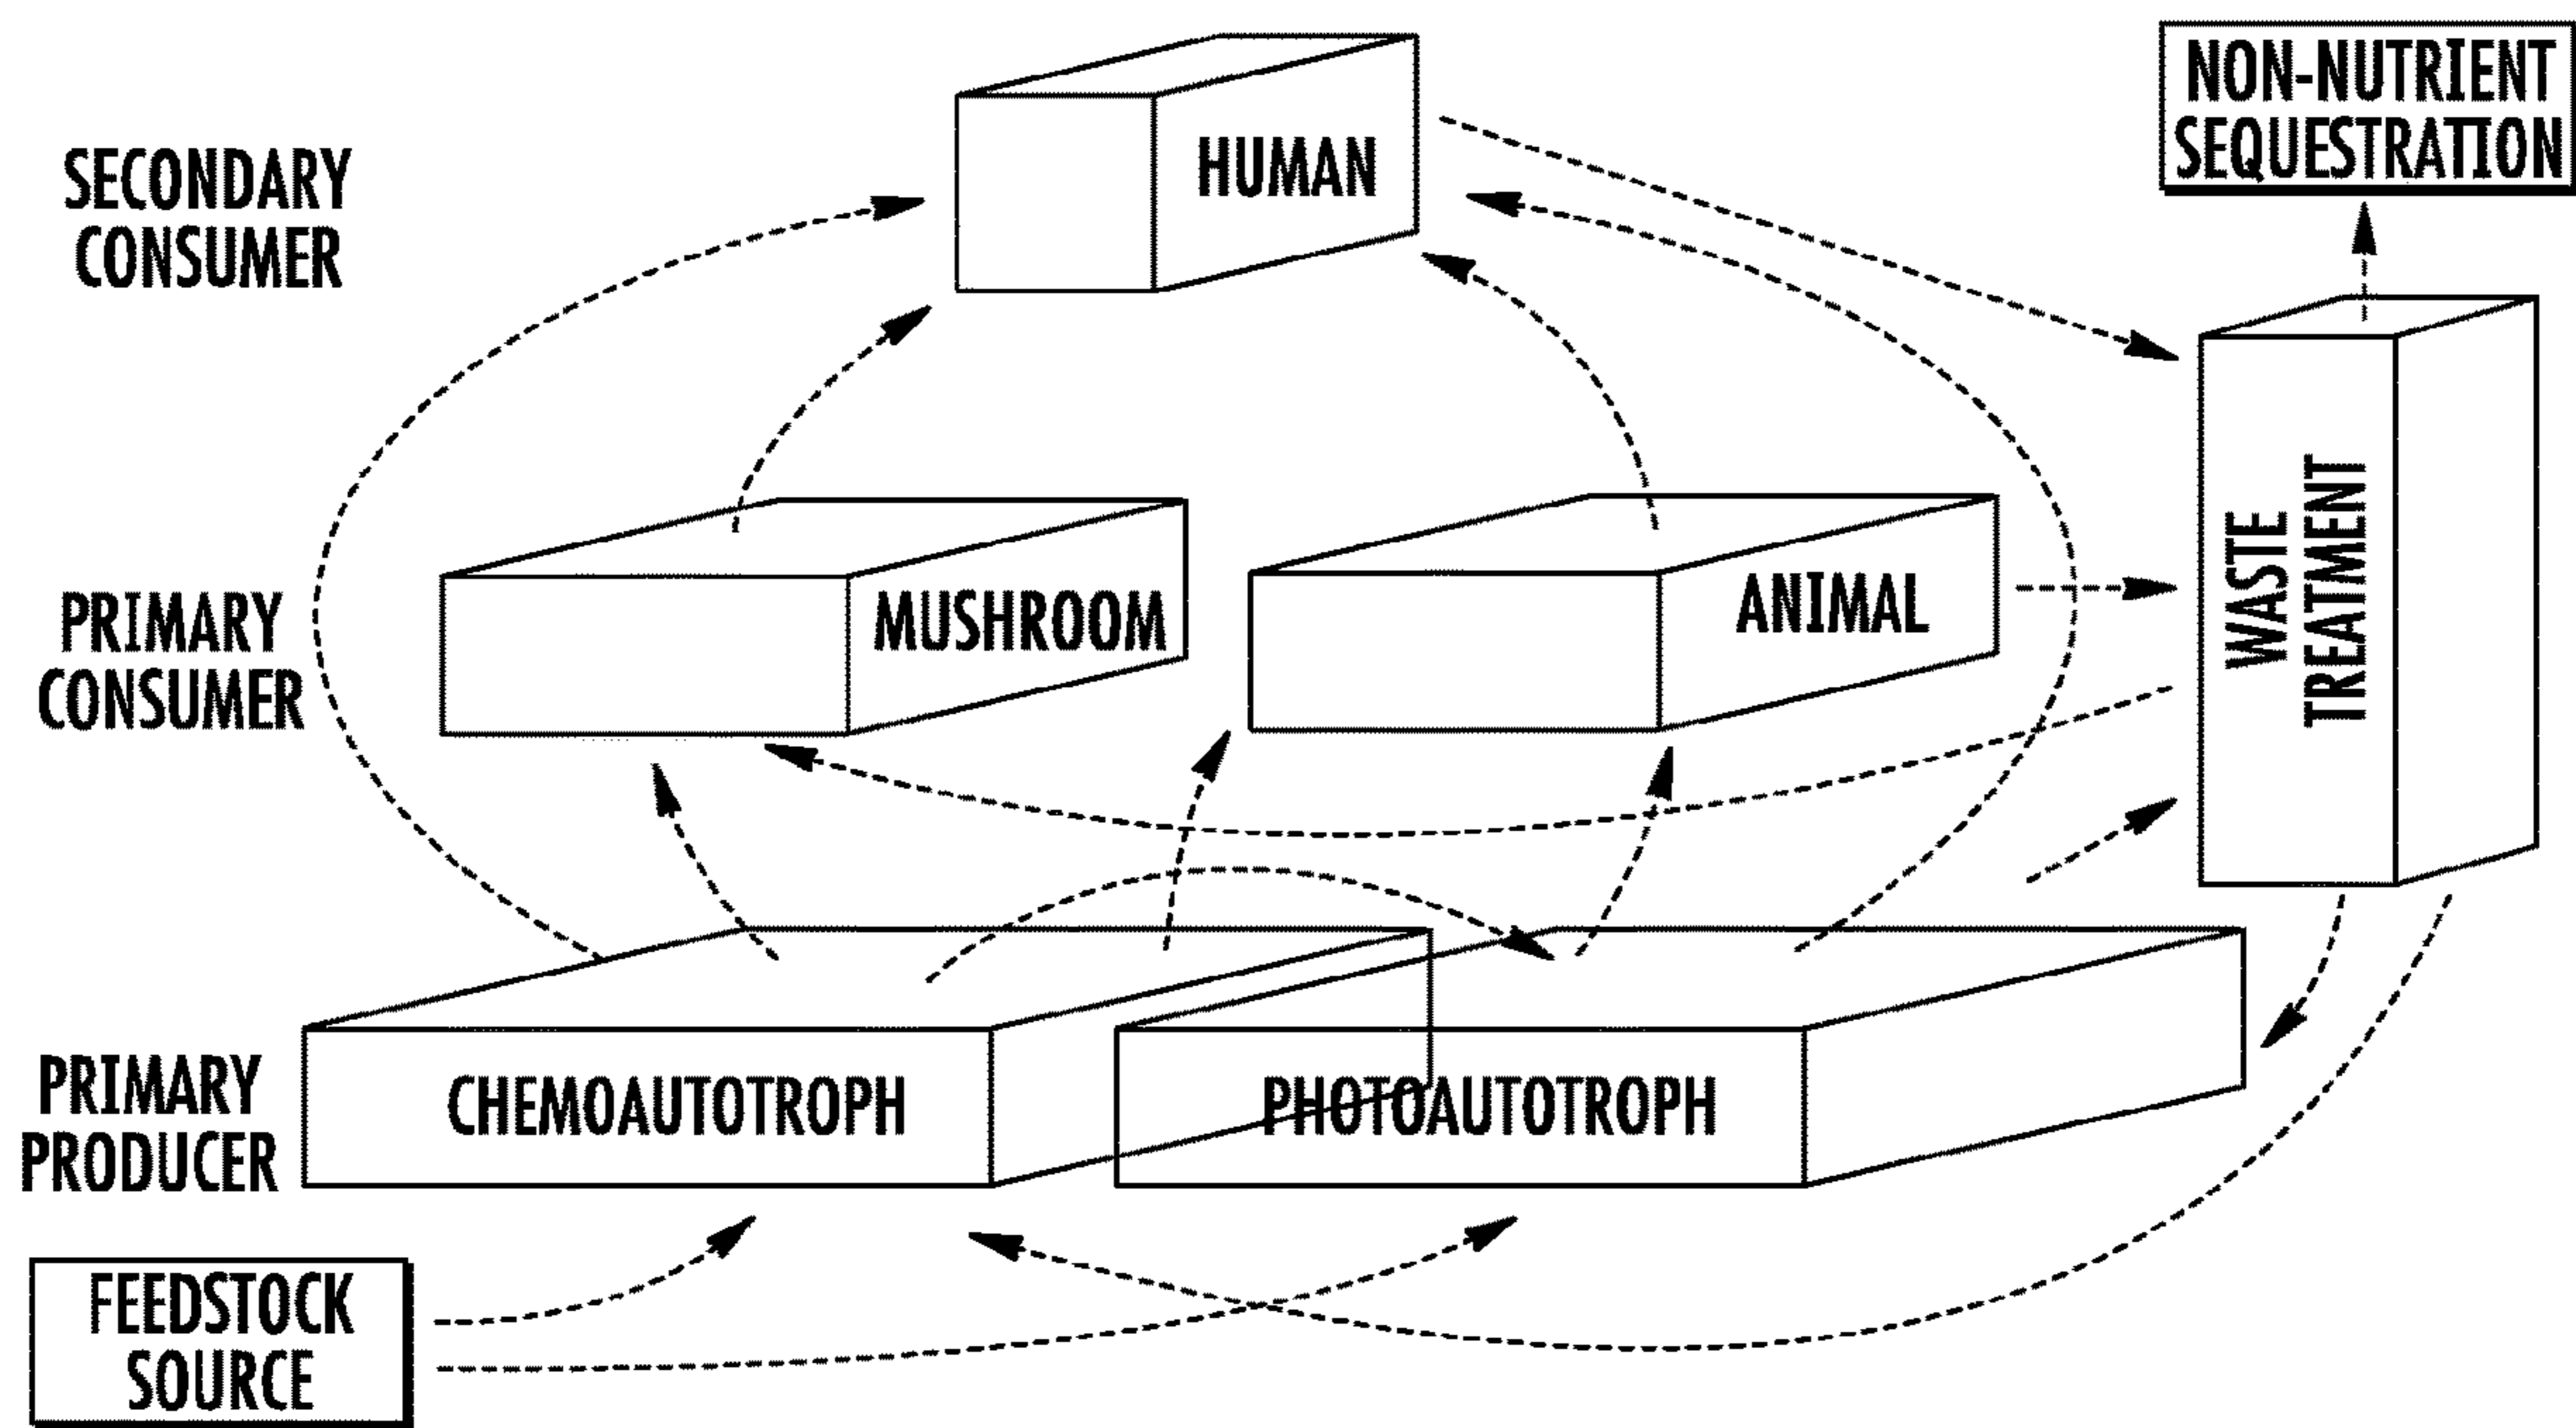 NON-NUTRIENT
SEQUESTRATION
HUMAN
SECONDARY
CONSUMER
WASTE
TREATMENT
PRIMARY
CONSUMER
MUSHROOM
ANIMAL
PRIMARY
PRODUCER
CHEMOAUTOTROPH
PHOTOAUTOTROPH
FEEDSTOCK
SOURCE